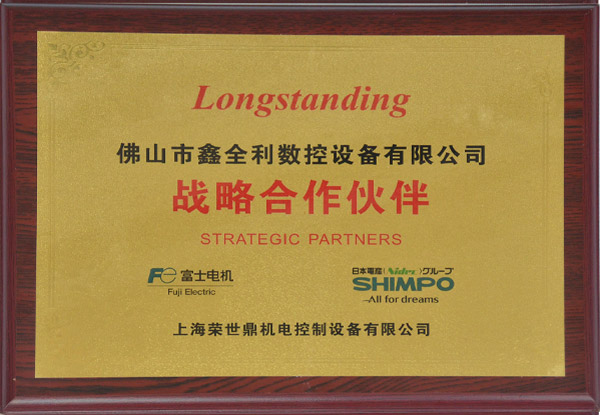 Longstanding
佛山市鑫全利数控设备有限公司
战略合作伙伴
STRATEGIC PARTNERS
Fe 富士电机
Fuji Electric
日本電産（Nidec）グループ
SHIMPO
–All for dreams
上海荣世鼎机电控制设备有限公司